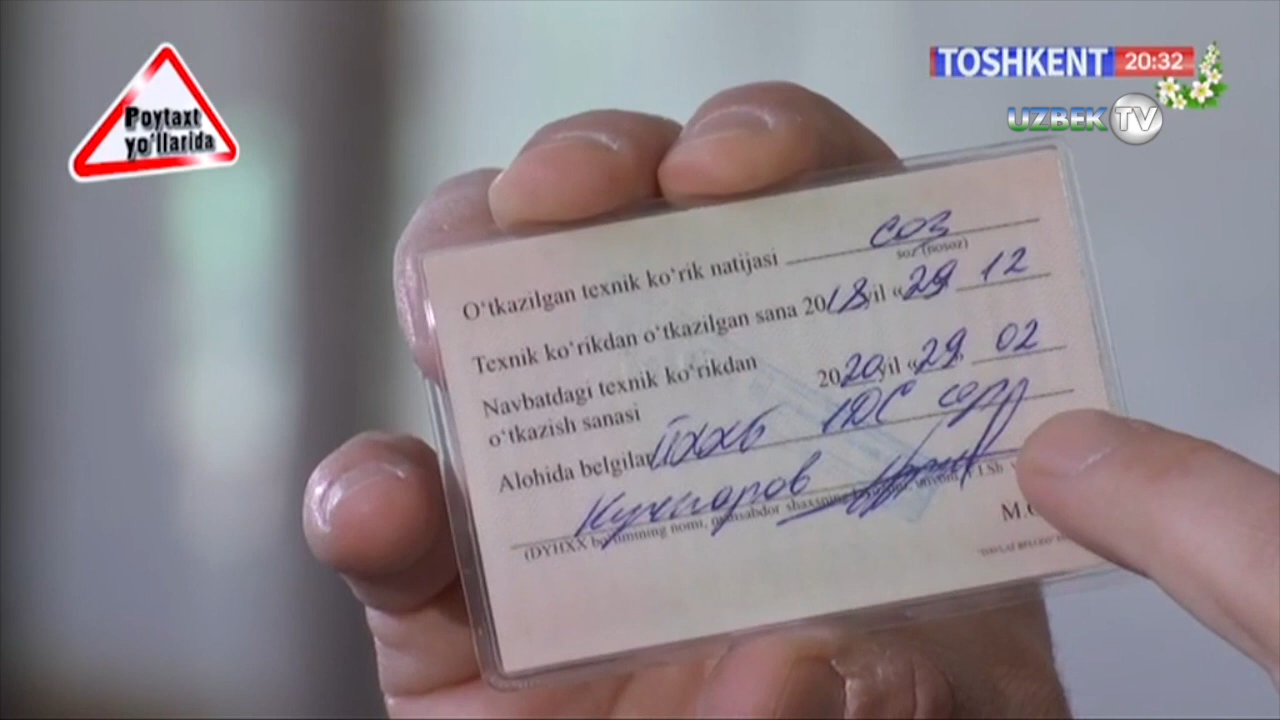 Poytaxt
yo'llarida
TOSHKENT 20:32
UZBEK TV
O‘tkazilgan texnik ko‘rik natijasi соз
soz (nosoz)
Texnik ko‘rikdan o‘tkazilgan sana 2018 yil «29» 12
Navbatdagi texnik ko‘rikdan
o‘tkazish sanasi 2020 yil «29» 02
Alohida belgilar ЙХХБ
(DYHXX bo‘limining nomi, mansabdor shaxsning